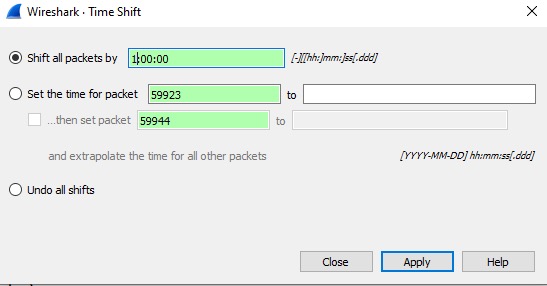 Wireshark · Time Shift
Shift all packets by 1:00:00 [-][[hh:]mm:]ss[.ddd]
Set the time for packet 59923 to
...then set packet 59944 to
and extrapolate the time for all other packets [YYYY-MM-DD] hh:mm:ss[.ddd]
Undo all shifts
Close Apply Help